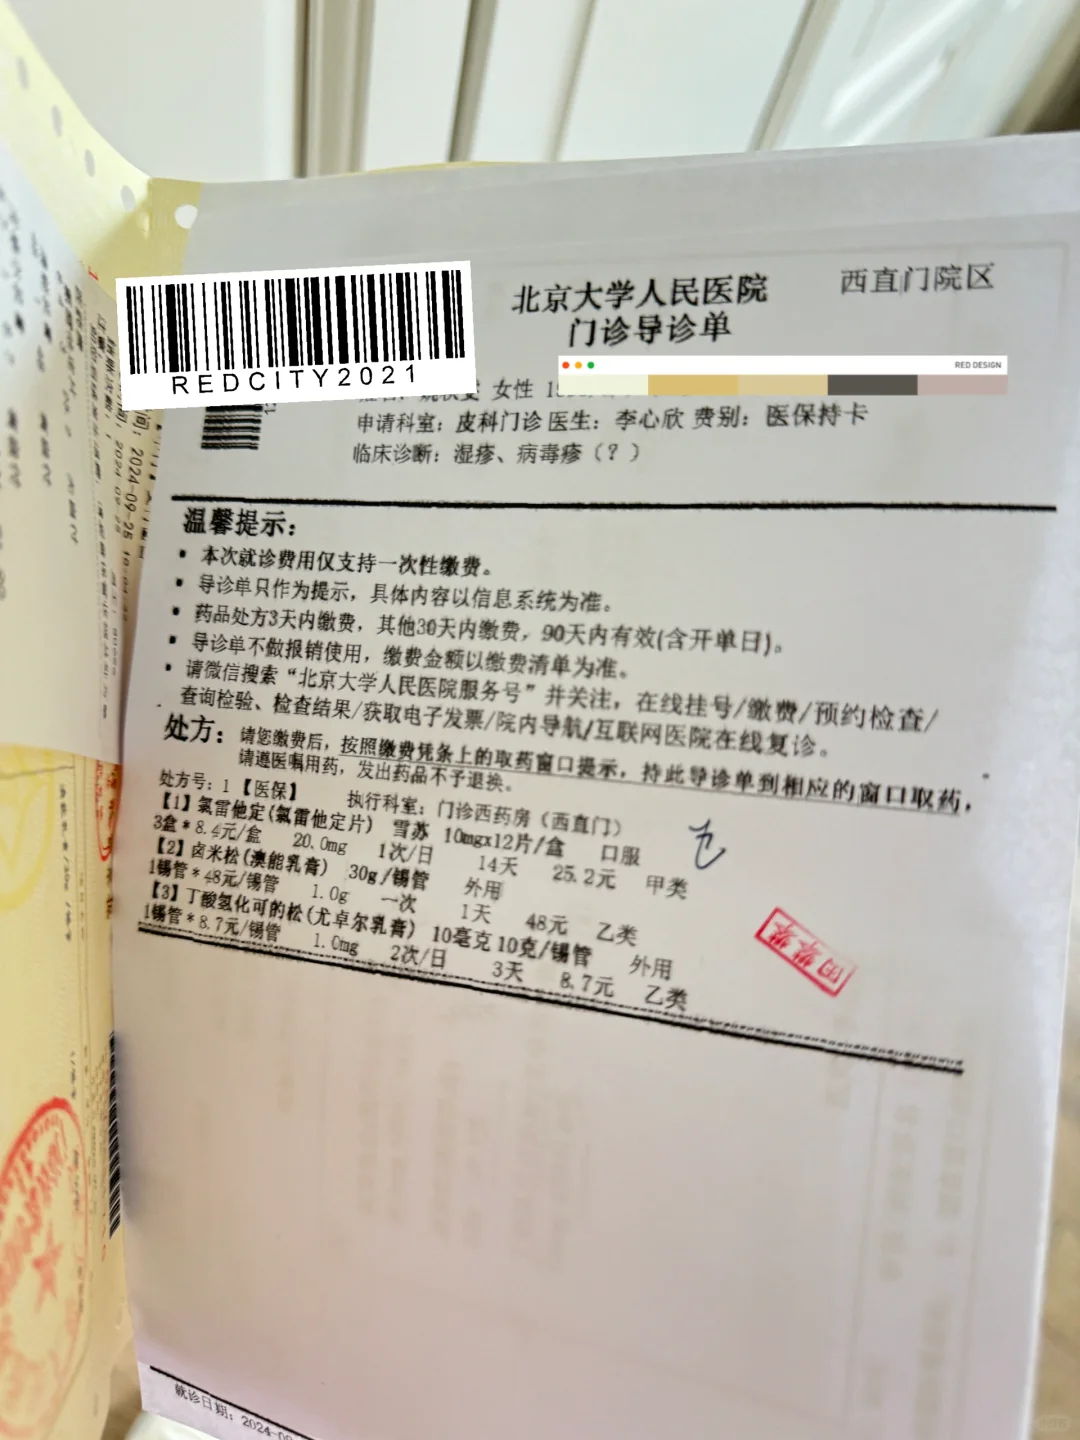 REDCITY2021
北京大学人民医院
西直门院区
门诊导诊单
RED DESIGN
女性
申请科室：皮科门诊 医生：李心欣 费别：医保持卡
临床诊断：湿疹、病毒疹（？）
温馨提示：
▪ 本次就诊费用仅支持一次性缴费。
▪ 导诊单只作为提示，具体内容以信息系统为准。
▪ 药品处方3天内缴费，其他30天内缴费，90天内有效(含开单日)。
▪ 导诊单不做报销使用，缴费金额以缴费清单为准。
▪ 请微信搜索“北京大学人民医院服务号”并关注，在线挂号/缴费/预约检查/
查询检验、检查结果/获取电子发票/院内导航/互联网医院在线复诊。
处方：请您缴费后，按照缴费凭条上的取药窗口提示，持此导诊单到相应的窗口取药，
请遵医嘱用药，发出药品不予退换。
处方号：1【医保】 执行科室：门诊西药房（西直门）
【1】氯雷他定(氯雷他定片) 雪苏 10mgx12片/盒 口服
3盒*8.4元/盒 20.0mg 1次/日 14天 25.2元 甲类
【2】卤米松(澳能乳膏) 30g/锡管 外用
1锡管*48元/锡管 1.0g 一次 1天 48元 乙类
【3】丁酸氢化可的松(尤卓尔乳膏) 10毫克 10克/锡管 外用
1锡管*8.7元/锡管 1.0mg 2次/日 3天 8.7元 乙类
就诊日期：2024-09